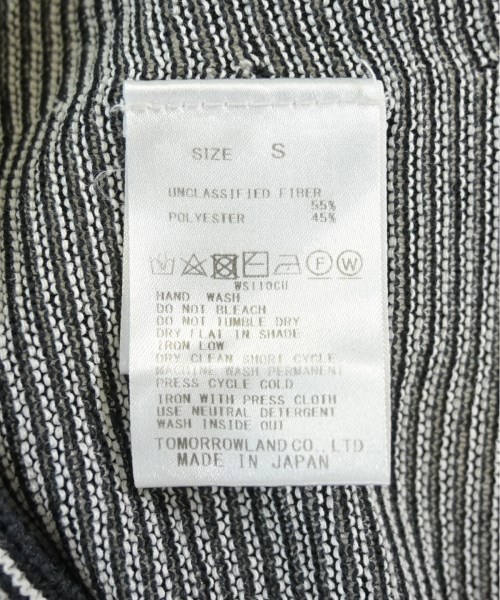 SIZE S
UNCLASSIFIED FIBER
55%
POLYESTER 45%
F W
WS110CU
HAND WASH
DO NOT BLEACH
DO NOT TUMBLE DRY
DRY FLAT IN SHADE
IRON LOW
DRY CLEAN SHORT CYCLE
MACHINE WASH PERMANENT
PRESS CYCLE COLD
IRON WITH PRESS CLOTH
USE NEUTRAL DETERGENT
WASH INSIDE OUT
TOMORROWLAND CO., LTD
MADE IN JAPAN